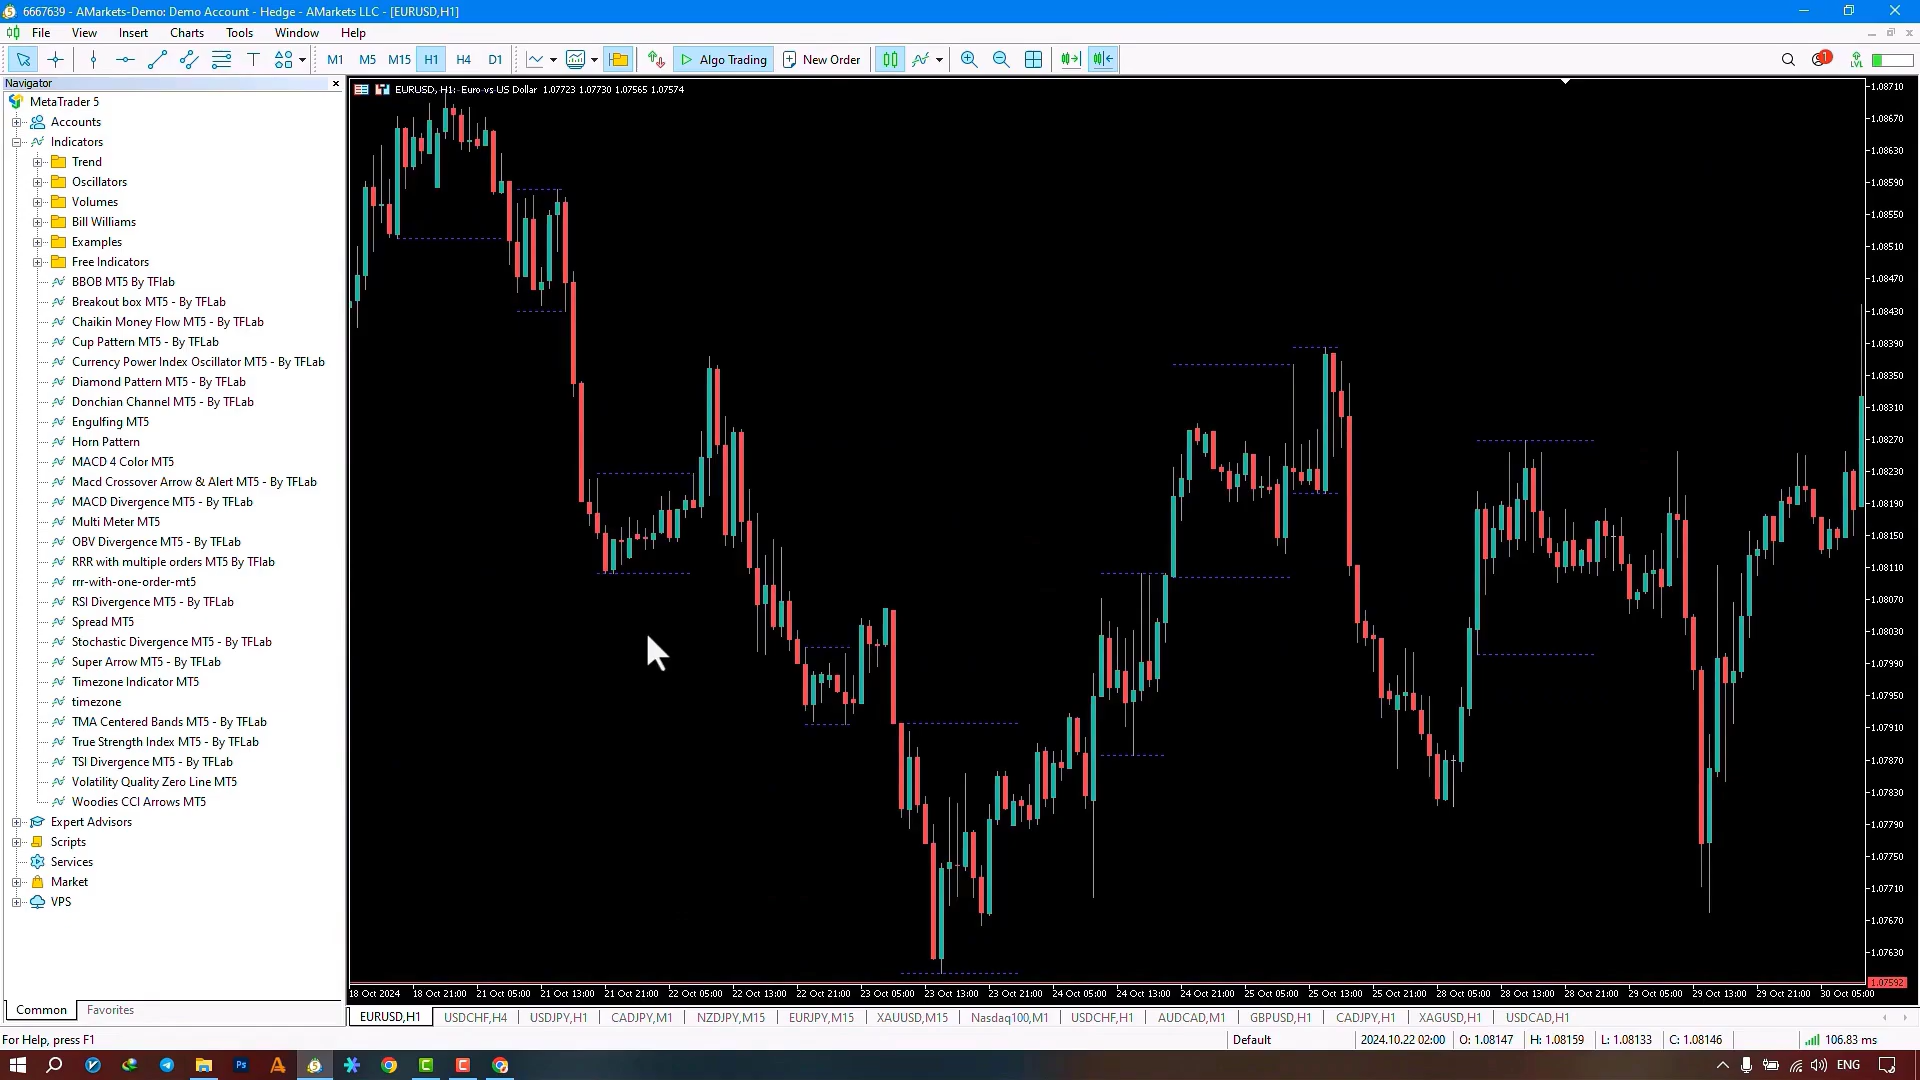 6667639 - AMarkets-Demo: Demo Account - Hedge - AMarkets LLC - [EURUSD,H1]
File View Insert Charts Tools Window Help
M1 M5 M15 H1 H4 D1 Algo Trading New Order 1 LVL
Navigator
MetaTrader 5
Accounts
Indicators
Trend
Oscillators
Volumes
Bill Williams
Examples
Free Indicators
BBOB MT5 By TFLab
Breakout box MT5 - By TFLab
Chaikin Money Flow MT5 - By TFLab
Cup Pattern MT5 - By TFLab
Currency Power Index Oscillator MT5 - By TFLab
Diamond Pattern MT5 - By TFLab
Donchian Channel MT5 - By TFLab
Engulfing MT5
Horn Pattern
MACD 4 Color MT5
Macd Crossover Arrow & Alert MT5 - By TFLab
MACD Divergence MT5 - By TFLab
Multi Meter MT5
OBV Divergence MT5 - By TFLab
RRR with multiple orders MT5 By TFlab
rrr-with-one-order-mt5
RSI Divergence MT5 - By TFLab
Spread MT5
Stochastic Divergence MT5 - By TFLab
Super Arrow MT5 - By TFLab
Timezone Indicator MT5
timezone
TMA Centered Bands MT5 - By TFLab
True Strength Index MT5 - By TFLab
TSI Divergence MT5 - By TFLab
Volatility Quality Zero Line MT5
Woodies CCI Arrows MT5
Expert Advisors
Scripts
Services
Market
VPS
Common Favorites
EURUSD, H1: Euro vs US Dollar 1.07723 1.07730 1.07565 1.07574
1.08710
1.08670
1.08630
1.08590
1.08550
1.08510
1.08470
1.08430
1.08390
1.08350
1.08310
1.08270
1.08230
1.08190
1.08150
1.08110
1.08070
1.08030
1.07990
1.07950
1.07910
1.07870
1.07830
1.07790
1.07750
1.07710
1.07670
1.07630
1.07592
18 Oct 2024 18 Oct 21:00 21 Oct 05:00 21 Oct 13:00 21 Oct 21:00 22 Oct 05:00 22 Oct 13:00 22 Oct 21:00 23 Oct 05:00 23 Oct 13:00 23 Oct 21:00 24 Oct 05:00 24 Oct 13:00 24 Oct 21:00 25 Oct 05:00 25 Oct 13:00 25 Oct 21:00 28 Oct 05:00 28 Oct 13:00 28 Oct 21:00 29 Oct 05:00 29 Oct 13:00 29 Oct 21:00 30 Oct 05:00
EURUSD,H1 USDCHF,H4 USDJPY,H1 CADJPY,M1 NZDJPY,M15 EURJPY,M15 XAUUSD,M15 Nasdaq100,M1 USDCHF,H1 AUDCAD,M1 GBPUSD,H1 CADJPY,H1 XAGUSD,H1 USDCAD,H1
For Help, press F1 Default 2024.10.22 02:00 O: 1.08147 H: 1.08159 L: 1.08133 C: 1.08146 106.83 ms
Ps ENG